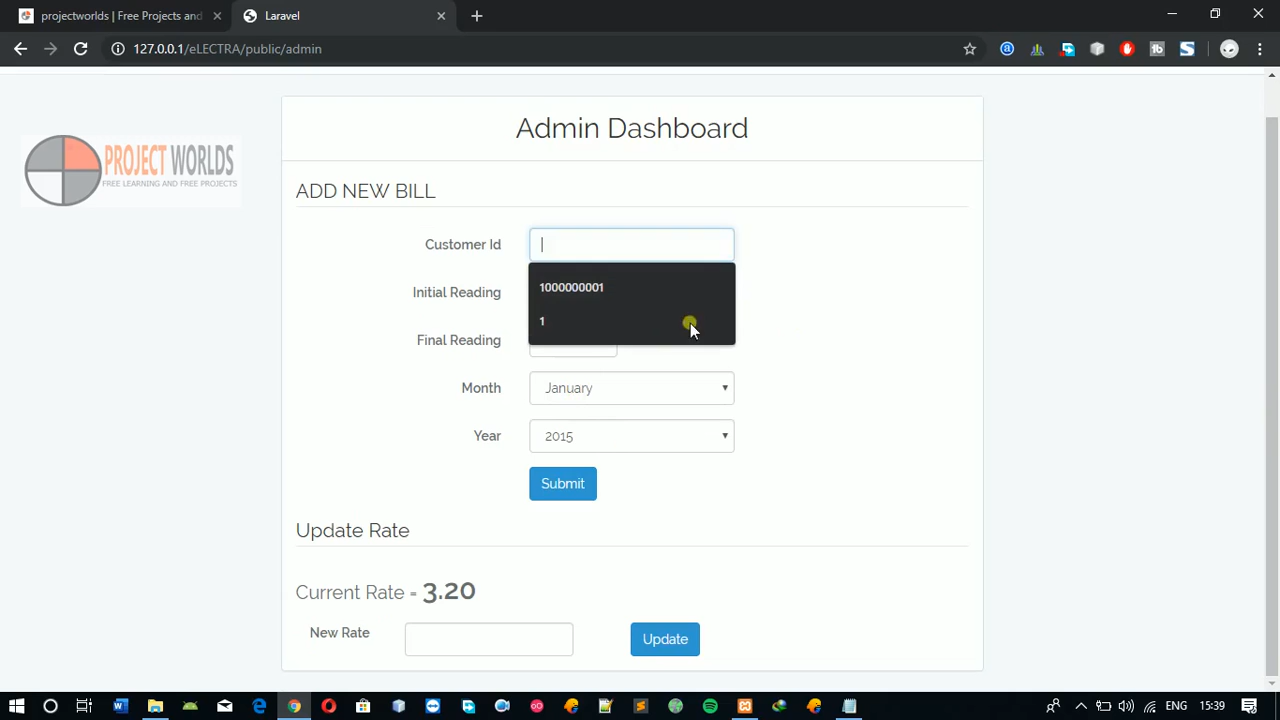 projectworlds | Free Projects and
Laravel
127.0.0.1/eLECTRA/public/admin
PROJECT WORLDS
FREE LEARNING AND FREE PROJECTS
Admin Dashboard
ADD NEW BILL
Customer Id
1000000001
Initial Reading
1
Final Reading
Month
January
Year
2015
Submit
Update Rate
Current Rate = 3.20
New Rate
Update
ENG
15:39